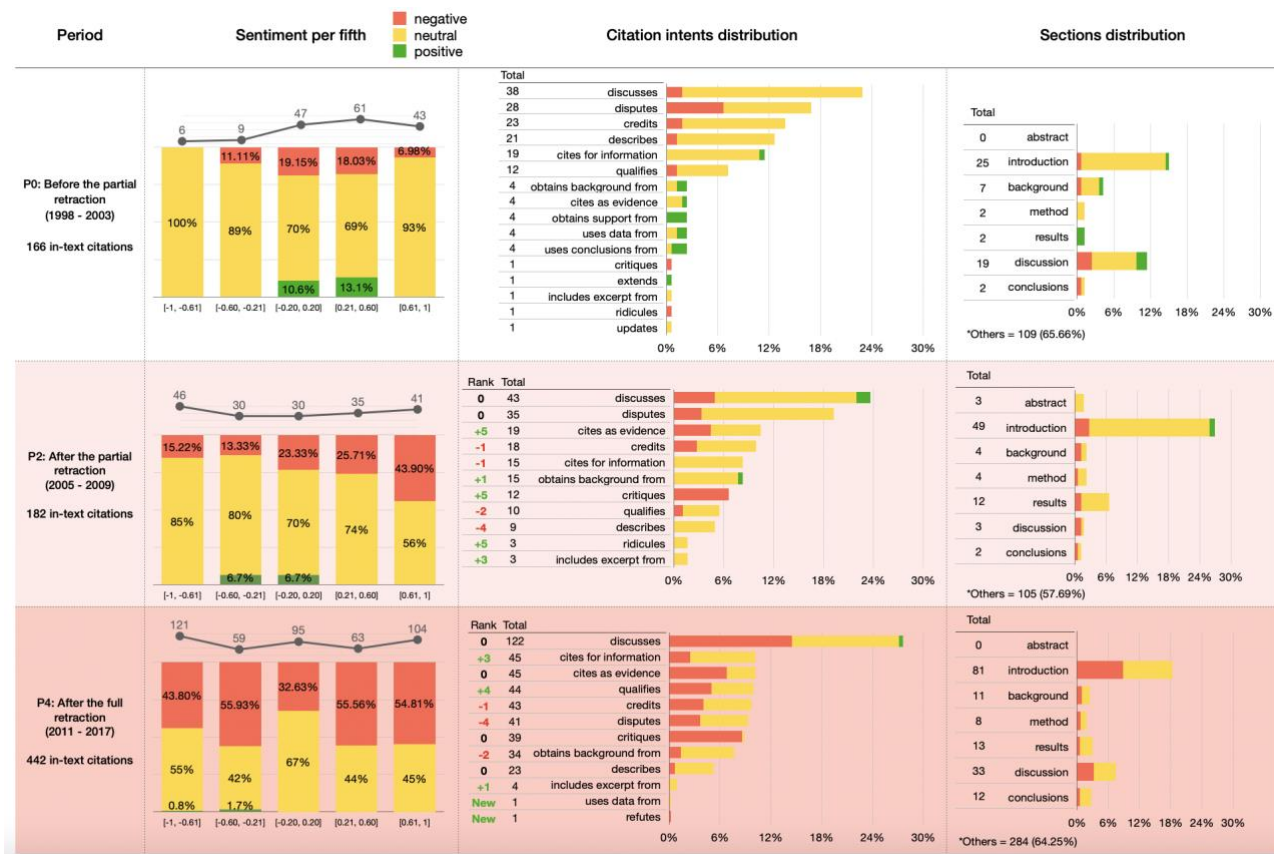 Period
Sentiment per fifth
negative
neutral
positive
Citation intents distribution
Sections distribution
P0: Before the partial
retraction
(1998 - 2003)
166 in-text citations
6 9 47 61 43
11.11% 19.15% 18.03% 6.98%
100% 89% 70% 69% 93%
10.6% 13.1%
[-1, -0.61] [-0.60, -0.21] [-0.20, 0.20] [0.21, 0.60] [0.61, 1]
Total
38 discusses
28 disputes
23 credits
21 describes
19 cites for information
12 qualifies
4 obtains background from
4 cites as evidence
4 obtains support from
4 uses data from
4 uses conclusions from
1 critiques
1 extends
1 includes excerpt from
1 ridicules
1 updates
0% 6% 12% 18% 24% 30%
Total
0 abstract
25 introduction
7 background
2 method
2 results
19 discussion
2 conclusions
0% 6% 12% 18% 24% 30%
*Others = 109 (65.66%)
P2: After the partial
retraction
(2005 - 2009)
182 in-text citations
46 30 30 35 41
15.22% 13.33% 23.33% 25.71% 43.90%
85% 80% 70% 74% 56%
6.7% 6.7%
[-1, -0.61] [-0.60, -0.21] [-0.20, 0.20] [0.21, 0.60] [0.61, 1]
Rank Total
0 43 discusses
0 35 disputes
+5 19 cites as evidence
-1 18 credits
-1 15 cites for information
+1 15 obtains background from
+5 12 critiques
-2 10 qualifies
-4 9 describes
+5 3 ridicules
+3 3 includes excerpt from
0% 6% 12% 18% 24% 30%
Total
3 abstract
49 introduction
4 background
4 method
12 results
3 discussion
2 conclusions
0% 6% 12% 18% 24% 30%
*Others = 105 (57.69%)
P4: After the full
retraction
(2011 - 2017)
442 in-text citations
121 59 95 63 104
43.80% 55.93% 32.63% 55.56% 54.81%
55% 42% 67% 44% 45%
0.8% 1.7%
[-1, -0.61] [-0.60, -0.21] [-0.20, 0.20] [0.21, 0.60] [0.61, 1]
Rank Total
0 122 discusses
+3 45 cites for information
0 45 cites as evidence
+4 44 qualifies
-1 43 credits
-4 41 disputes
0 39 critiques
-2 34 obtains background from
0 23 describes
+1 4 includes excerpt from
New 1 uses data from
New 1 refutes
0% 6% 12% 18% 24% 30%
Total
0 abstract
81 introduction
11 background
8 method
13 results
33 discussion
12 conclusions
0% 6% 12% 18% 24% 30%
*Others = 284 (64.25%)